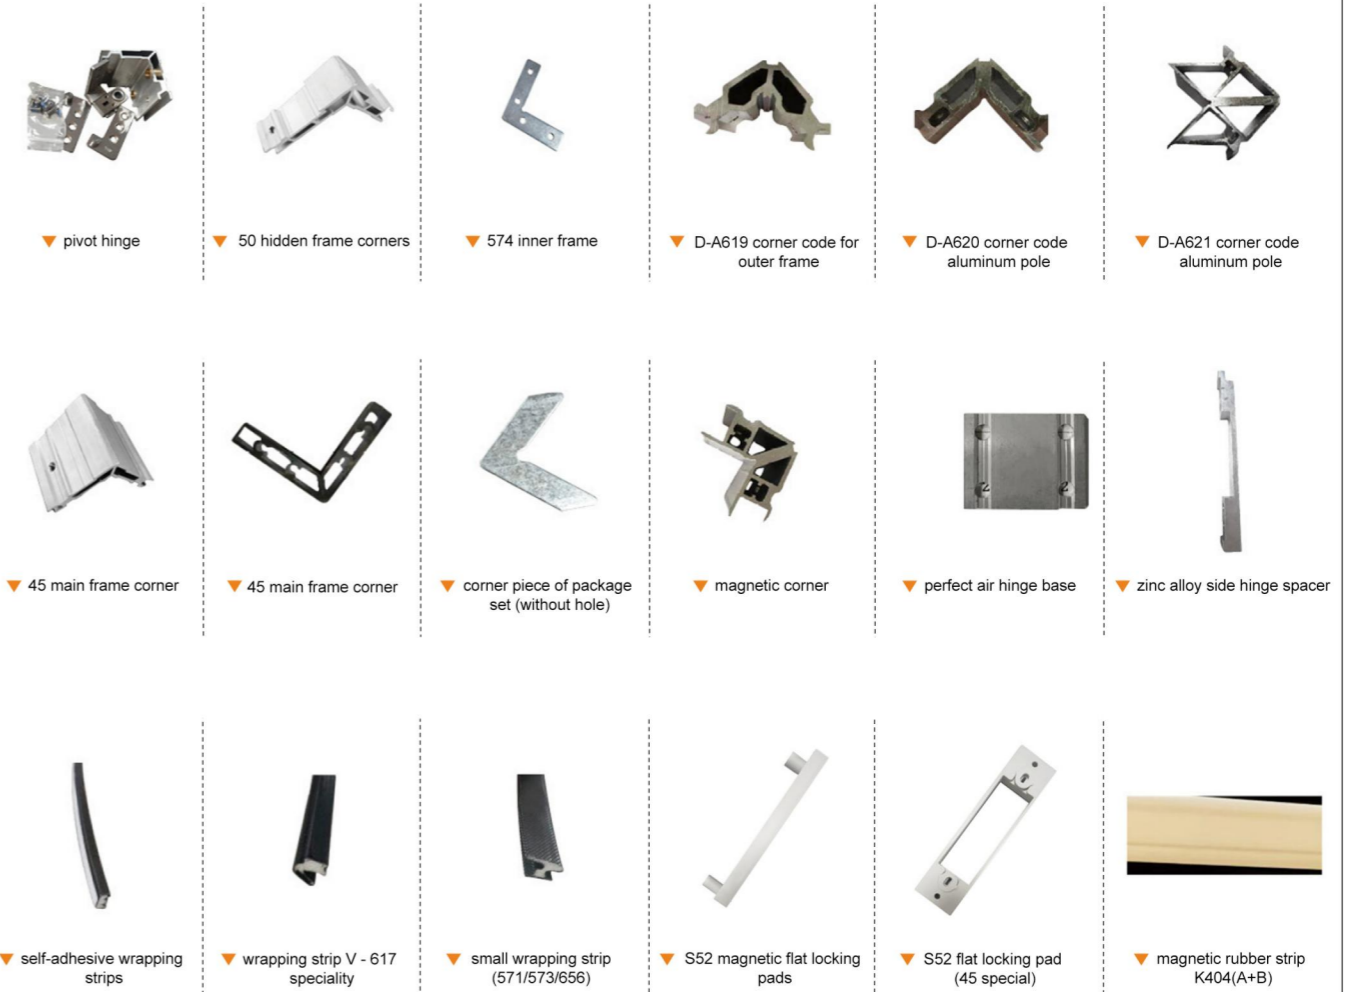 pivot hinge
50 hidden frame corners
574 inner frame
D-A619 corner code for
outer frame
D-A620 corner code
aluminum pole
D-A621 corner code
aluminum pole
45 main frame corner
45 main frame corner
corner piece of package
set (without hole)
magnetic corner
perfect air hinge base
2
2
zinc alloy side hinge spacer
self-adhesive wrapping
strips
wrapping strip V - 617
speciality
small wrapping strip
(571/573/656)
S52 magnetic flat locking
pads
S52 flat locking pad
(45 special)
magnetic rubber strip
K404(A+B)